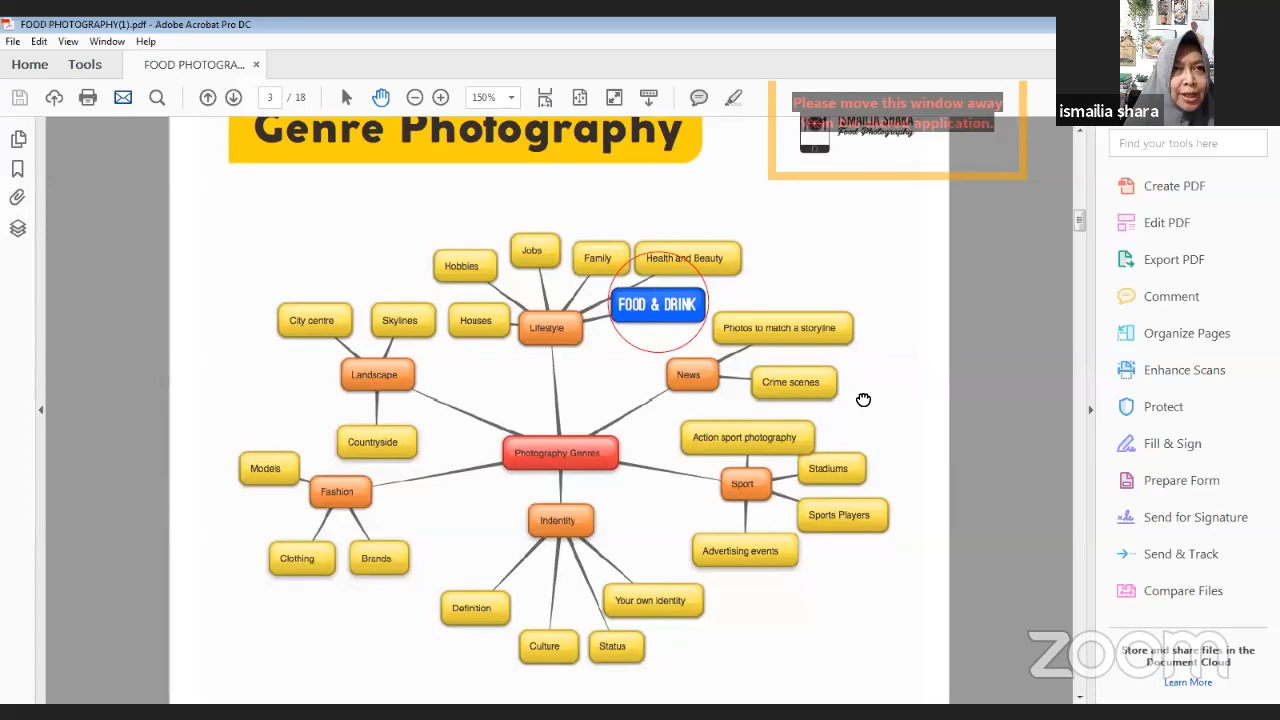 FOOD PHOTOGRAPHY(1).pdf - Adobe Acrobat Pro DC
File Edit View Window Help
Home Tools FOOD PHOTOGRA... ×
3 / 18 150%
ismailia shara
Please move this window away
application.
ISMAILIA SHARA
Food Photography
Genre Photography
Find your tools here
Create PDF
Edit PDF
Export PDF
Comment
Organize Pages
Enhance Scans
Protect
Fill & Sign
Prepare Form
Send for Signature
Send & Track
Compare Files
Store and share files in the
Document Cloud
Learn More
Jobs
Hobbies
Family
Health and Beauty
FOOD & DRINK
City centre
Skylines
Houses
Lifestyle
Photos to match a storyline
Landscape
News
Crime scenes
Countryside
Photography Genres
Action sport photography
Models
Stadiums
Fashion
Sport
Sports Players
Indentity
Advertising events
Clothing
Brands
Definition
Your own identity
Culture
Status
zoom